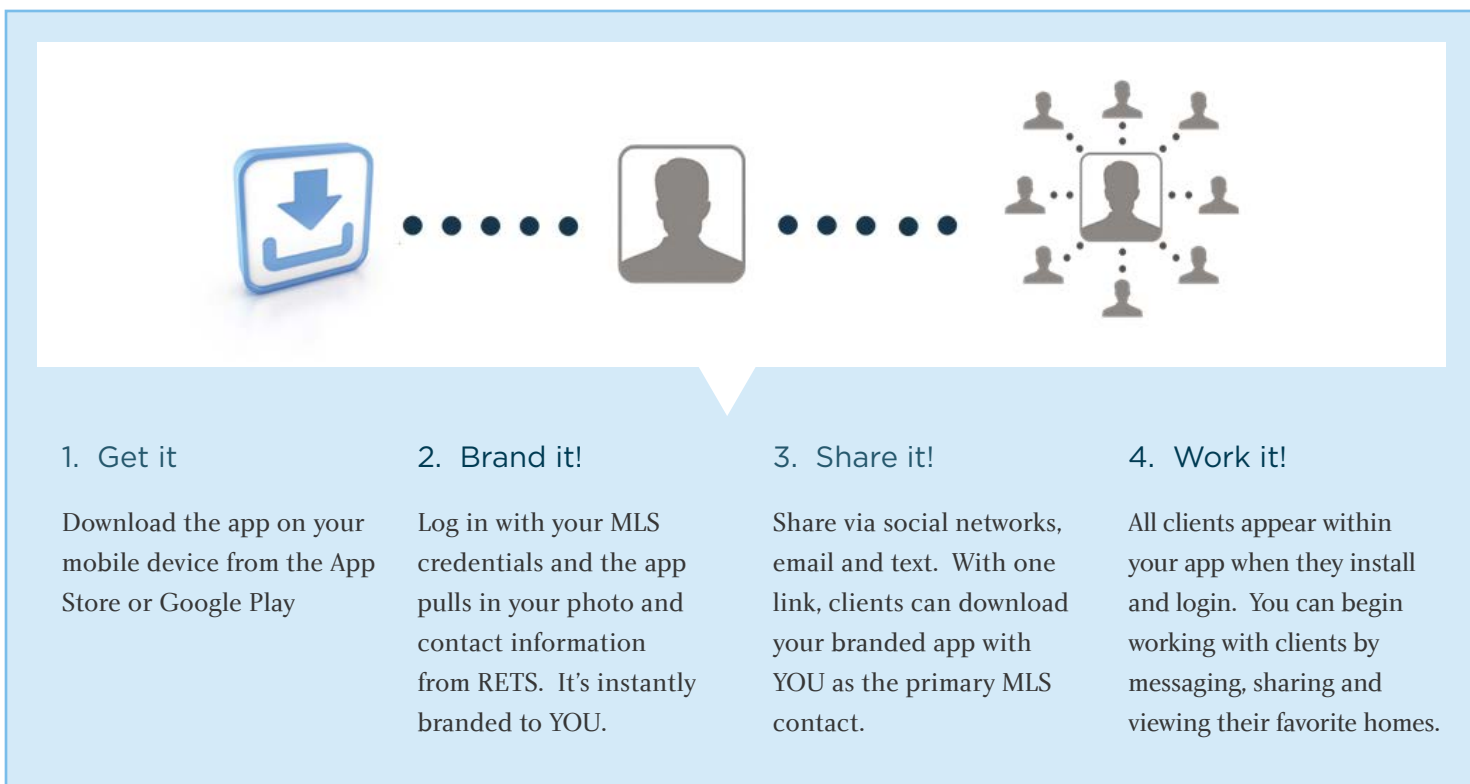 1. Get it
Download the app on your
mobile device from the App
Store or Google Play
2. Brand it!
Log in with your MLS
credentials and the app
pulls in your photo and
contact information
from RETS. It's instantly
branded to YOU.
3. Share it!
Share via social networks,
email and text. With one
link, clients can download
your branded app with
YOU as the primary MLS
contact.
4. Work it!
All clients appear within
your app when they install
and login. You can begin
working with clients by
messaging, sharing and
viewing their favorite homes.